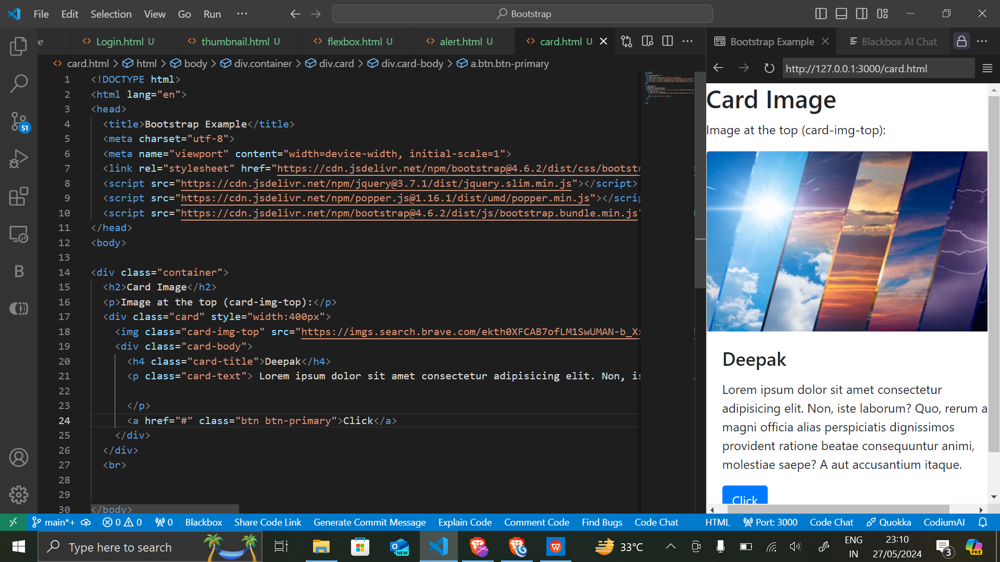 File Edit Selection View Go Run ··· Bootstrap
Login.html U thumbnail.html U flexbox.html U alert.html U card.html U
card.html > html > body > div.container > div.card > div.card-body > a.btn.btn-primary
1 <!DOCTYPE html>
2 <html lang="en">
3 <head>
4 <title>Bootstrap Example</title>
5 <meta charset="utf-8">
6 <meta name="viewport" content="width=device-width, initial-scale=1">
7 <link rel="stylesheet" href="https://cdn.jsdelivr.net/npm/bootstrap@4.6.2/dist/css/bootstr
8 <script src="https://cdn.jsdelivr.net/npm/jquery@3.7.1/dist/jquery.slim.min.js"></script>
9 <script src="https://cdn.jsdelivr.net/npm/popper.js@1.16.1/dist/umd/popper.min.js"></scrip
10 <script src="https://cdn.jsdelivr.net/npm/bootstrap@4.6.2/dist/js/bootstrap.bundle.min.js"
11 </head>
12 <body>
13
14 <div class="container">
15 <h2>Card Image</h2>
16 <p>Image at the top (card-img-top):</p>
17 <div class="card" style="width:400px">
18 <img class="card-img-top" src="https://imgs.search.brave.com/ekth0XFCAB7ofLM1SwUMAN-b_Xx
19 <div class="card-body">
20 <h4 class="card-title">Deepak</h4>
21 <p class="card-text"> Lorem ipsum dolor sit amet consectetur adipisicing elit. Non, is
22
23 </p>
24 <a href="#" class="btn btn-primary">Click</a>
25 </div>
26 </div>
27 <br>
28
29
30 </body>
Bootstrap Example Blackbox AI Chat
http://127.0.0.1:3000/card.html
Card Image
Image at the top (card-img-top):
Deepak
Lorem ipsum dolor sit amet consectetur
adipisicing elit. Non, iste laborum? Quo, rerum a
magni officia alias perspiciatis dignissimos
provident ratione beatae consequuntur animi,
molestiae saepe? A aut accusantium itaque.
Click
51
B
main*+ 0 0 0 Blackbox Share Code Link Generate Commit Message Explain Code Comment Code Find Bugs Code Chat HTML Port: 3000 Code Chat Quokka CodiumAI
Type here to search NEW 33°C ENG IN 23:10 27/05/2024 3 PRE